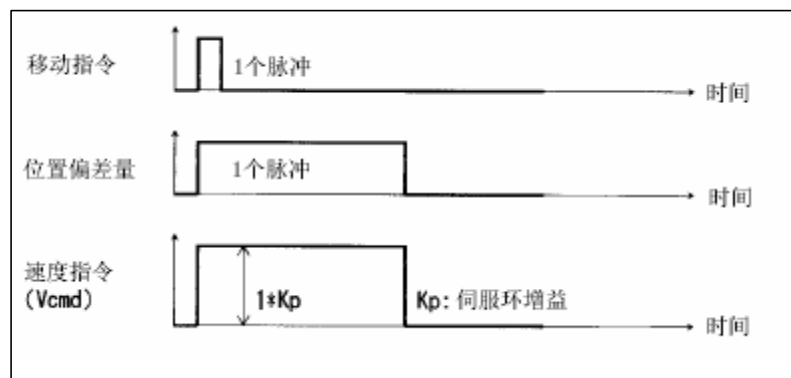 移动指令
1个脉冲
时间
位置偏差量
1个脉冲
时间
速度指令
(Vcmd)
1*Kp
Kp: 伺服环增益
时间